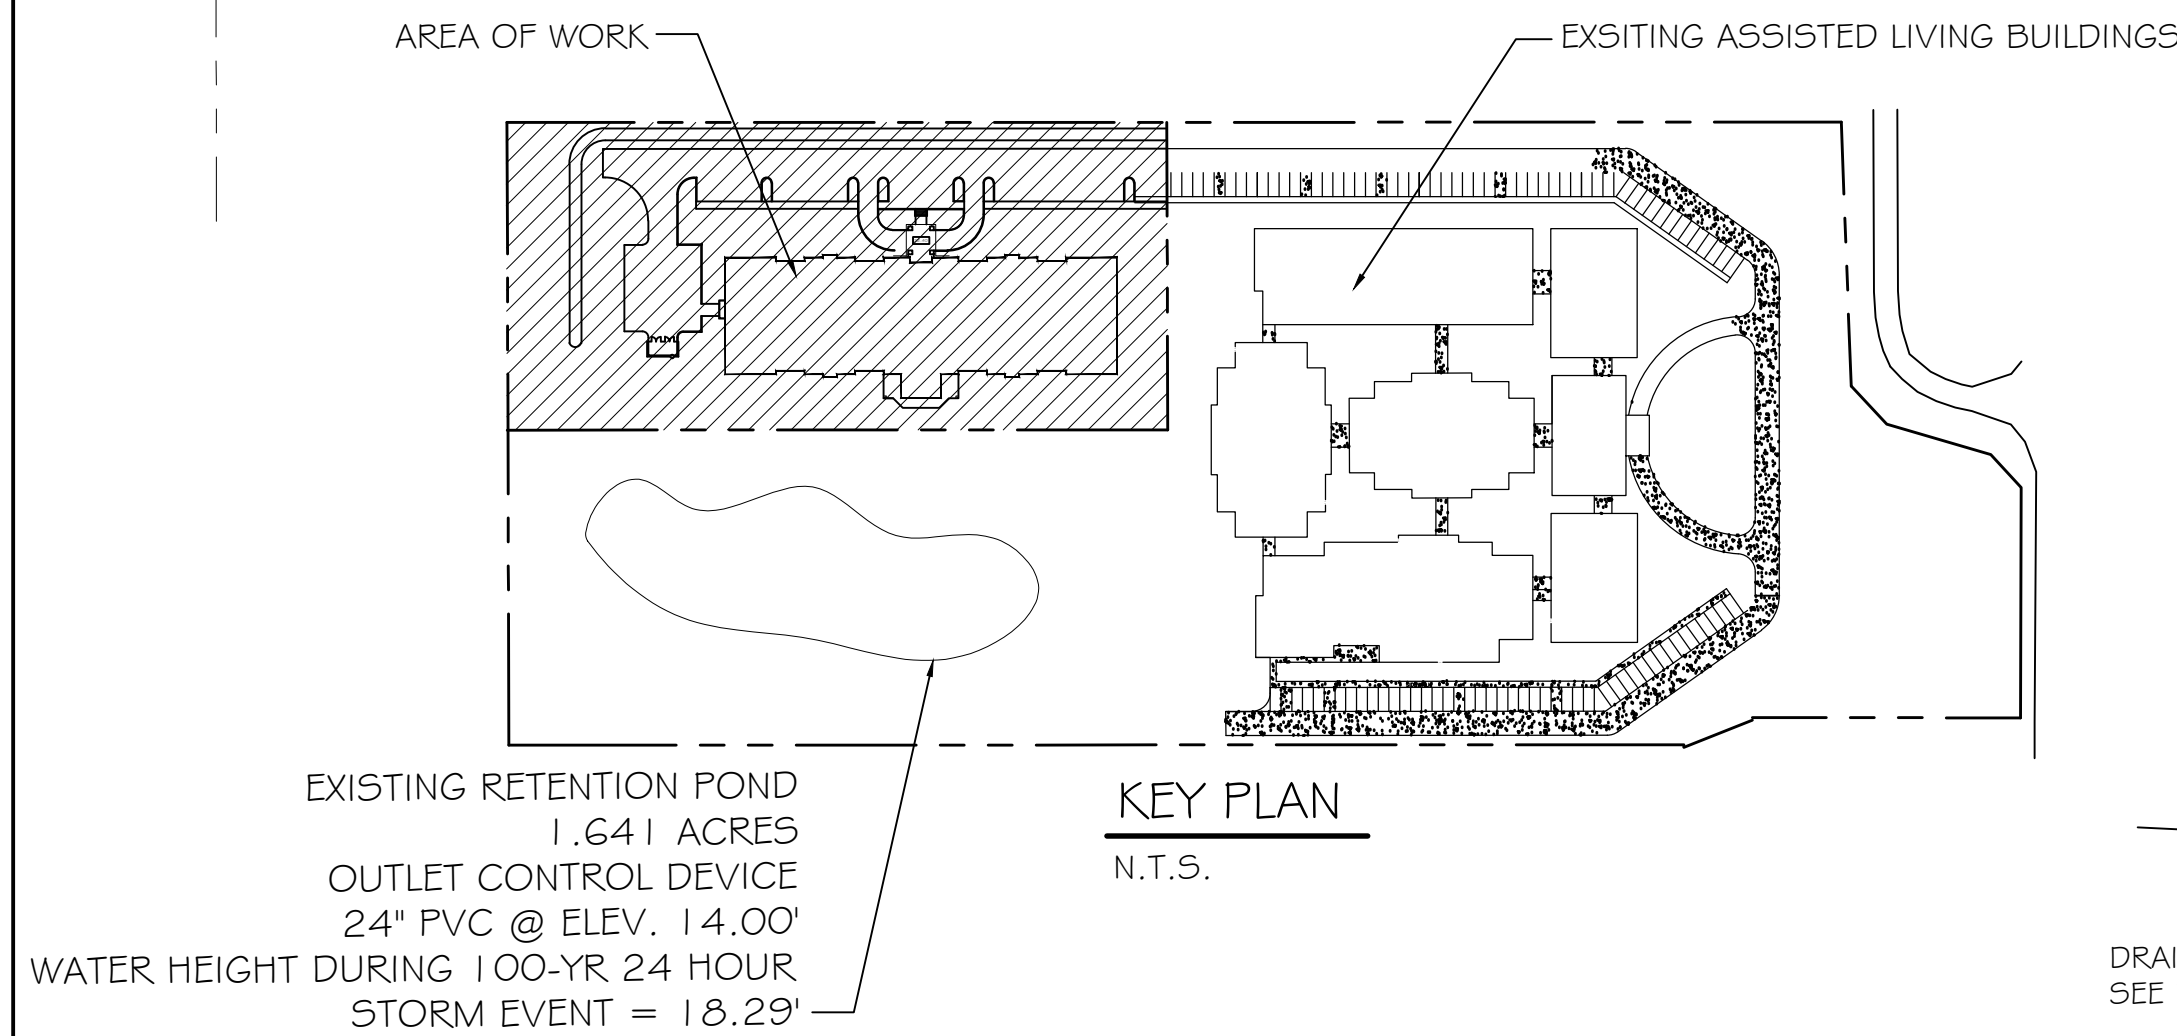 AREA OF WORK
EXSITING ASSISTED LIVING BUILDINGS
EXISTING RETENTION POND
1.641 ACRES
OUTLET CONTROL DEVICE
24" PVC @ ELEV. 14.00'
WATER HEIGHT DURING 100-YR 24 HOUR
STORM EVENT = 18.29'
KEY PLAN
N.T.S.
DRAI
SEE